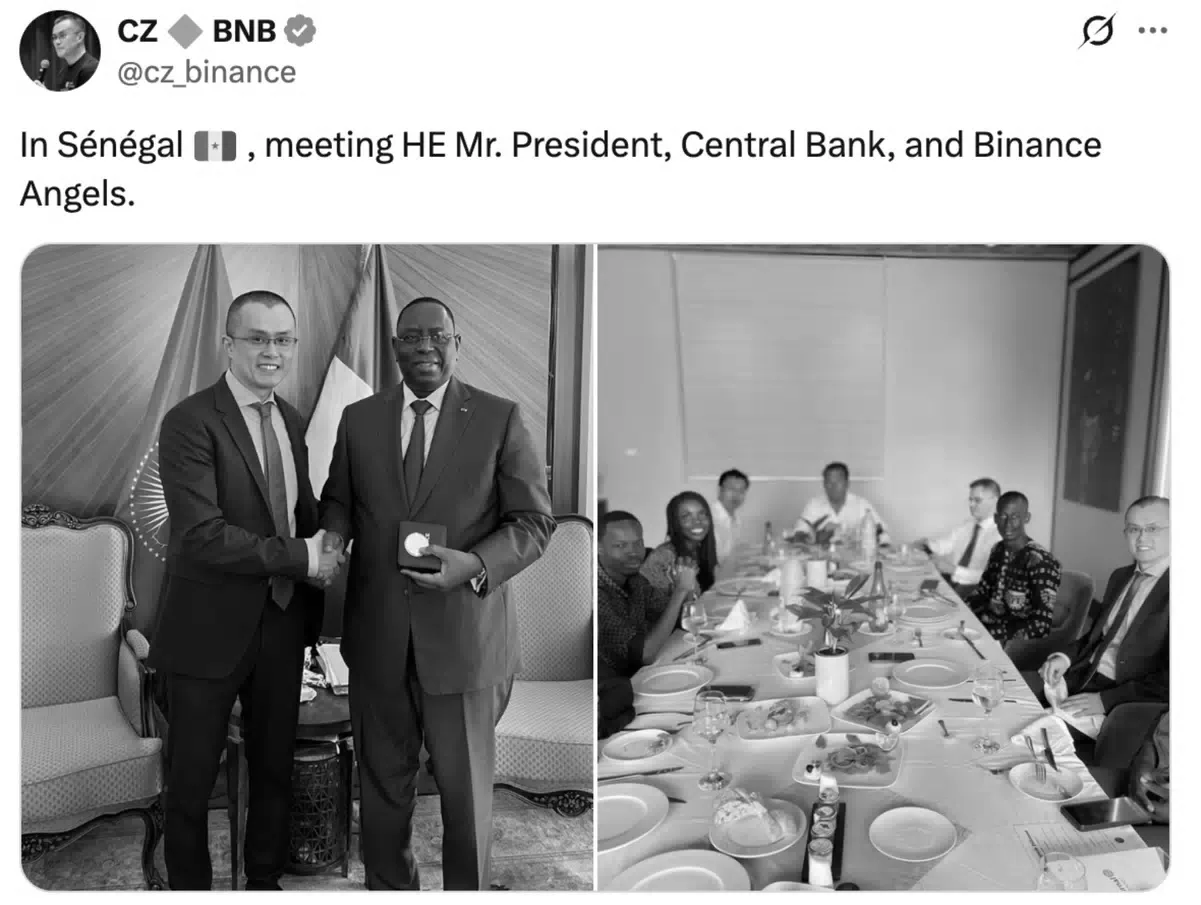 CZ 🔶 BNB
@cz_binance
In Sénégal 🇸🇳 , meeting HE Mr. President, Central Bank, and Binance
Angels.